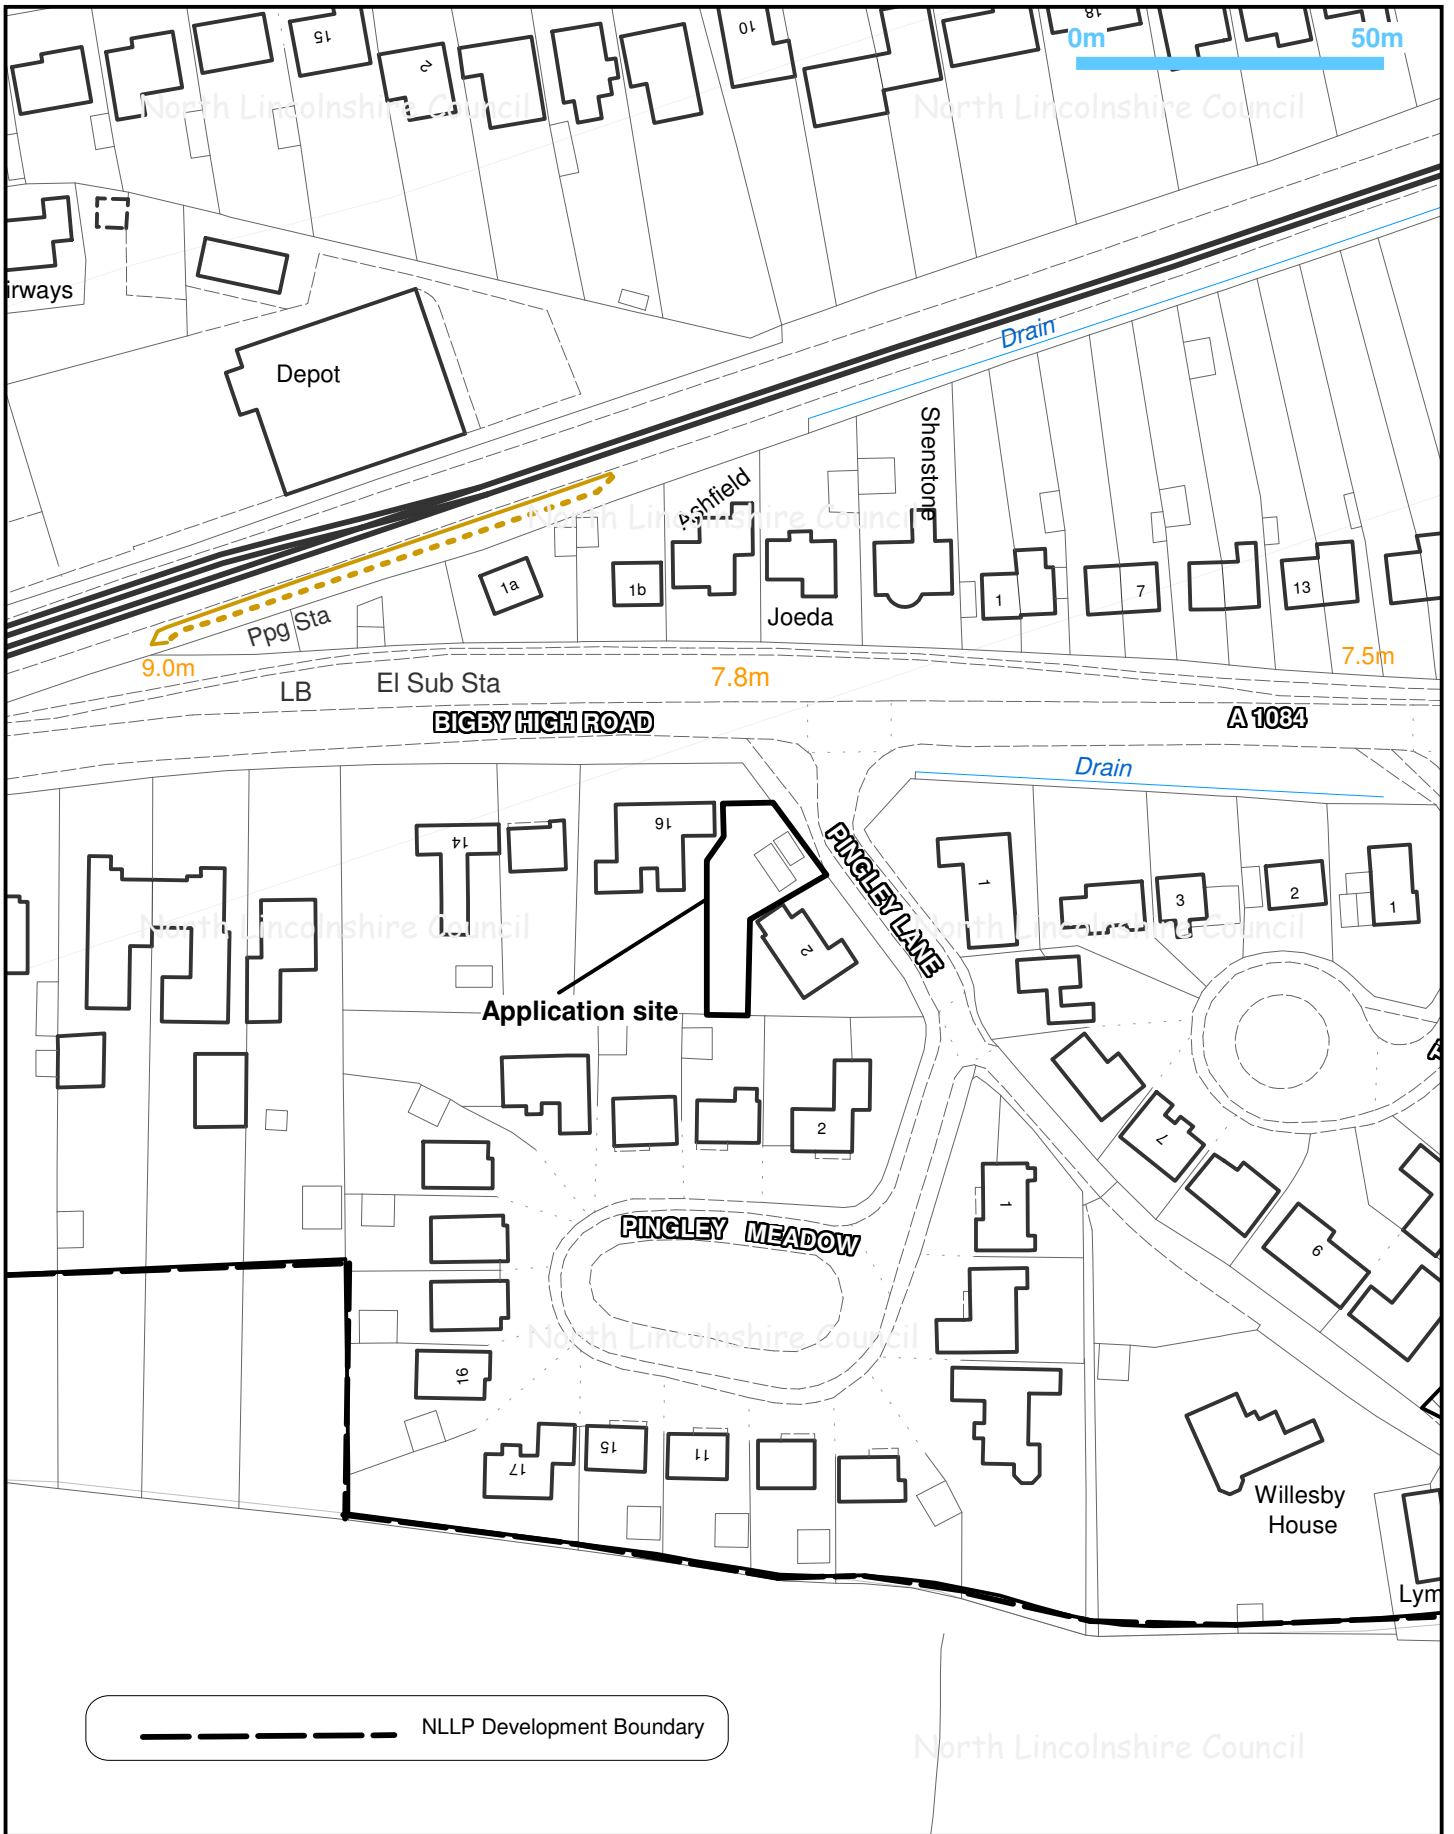 15
2
10
18
0m 50m
North Lincolnshire Council
North Lincolnshire Council
irways
Depot
Drain
Shenstone
Ashfield
North Lincolnshire Council
1a
1b
Joeda
1
7
13
Ppg Sta
9.0m
7.8m
7.5m
LB
El Sub Sta
BIGBY HIGH ROAD
A 1084
Drain
16
14
PINGLEY LANE
1
3
2
1
North Lincolnshire Council
North Lincolnshire Council
2
Application site
2
7
1
PINGLEY MEADOW
9
North Lincolnshire Council
16
15
11
17
Willesby
House
Lym
NLLP Development Boundary
North Lincolnshire Council